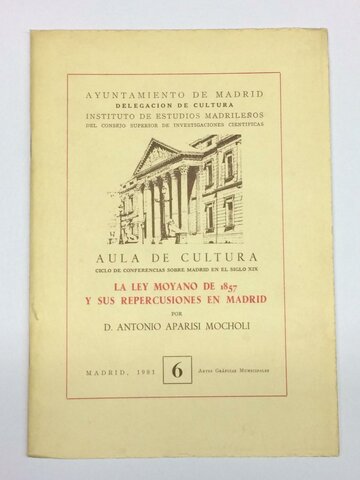 AYUNTAMIENTO DE MADRID
DELEGACION DE CULTURA
INSTITUTO DE ESTUDIOS MADRILEÑOS
DEL CONSEJO SUPERIOR DE INVESTIGACIONES CIENTIFICAS
AULA DE CULTURA
CICLO DE CONFERENCIAS SOBRE MADRID EN EL SIGLO XIX
LA LEY MOYANO DE 1857
Y SUS REPERCUSIONES EN MADRID
POR
D. ANTONIO APARISI MOCHOLI
MADRID, 1981 6 ARTES GRÁFICAS MUNICIPALES